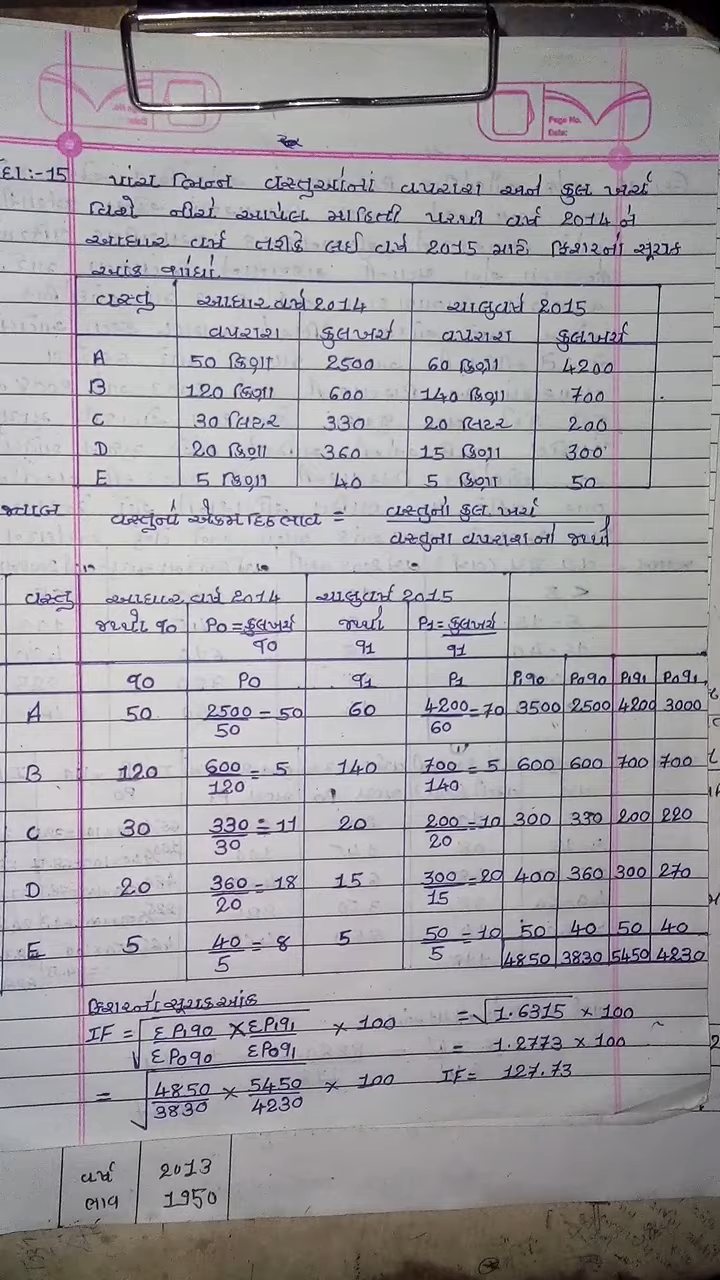 Page No.
Date:
દા:-15 પાંચ ભિન્ન વસ્તુઓનાં વપરાશ અને કુલ ખર્ચ
વિશે નીચે આપેલ માહિતી પરથી વર્ષ 2014 ને
આધાર વર્ષ તરીકે લઈ વર્ષ 2015 માટે ફિશરનો સૂચક
આંક શોધો.
વસ્તુ આધાર વર્ષ 2014 ચાલુવર્ષ 2015
વપરાશ કુલખર્ચ વપરાશ કુલખર્ચ
A 50 કિગ્રા 2500 60 કિગ્રા 4200
B 120 કિગ્રા 600 140 કિગ્રા 700
C 30 લિટર 330 20 લિટર 200
D 20 કિગ્રા 360 15 કિગ્રા 300
E 5 કિગ્રા 40 5 કિગ્રા 50
જવાબ વસ્તુનો એકમ દિઠ ભાવ = વસ્તુનો કુલ ખર્ચ
વસ્તુના વપરાશ નો જથ્થો
વસ્તુ આધાર વર્ષ 2014 ચાલુવર્ષ 2015
જથ્થો q0 P0 = કુલખર્ચ / q0 જથ્થો q1 P1 = કુલખર્ચ / q1
q0 P0 q1 P1 P1q0 P0q0 P1q1 P0q1
A 50 2500/50 = 50 60 4200/60 = 70 3500 2500 4200 3000
B 120 600/120 = 5 140 700/140 = 5 600 600 700 700
C 30 330/30 = 11 20 200/20 = 10 300 330 200 220
D 20 360/20 = 18 15 300/15 = 20 400 360 300 270
E 5 40/5 = 8 5 50/5 = 10 50 40 50 40
4850 3830 5450 4230
ફિશરનો સૂચકઆંક
IF = √(ΣP1q0/ΣP0q0 × ΣP1q1/ΣP0q1) × 100
= √(4850/3830 × 5450/4230) × 100
= √1.6315 × 100
= 1.2773 × 100
IF = 127.73
વર્ષ 2013
ભાવ 1950